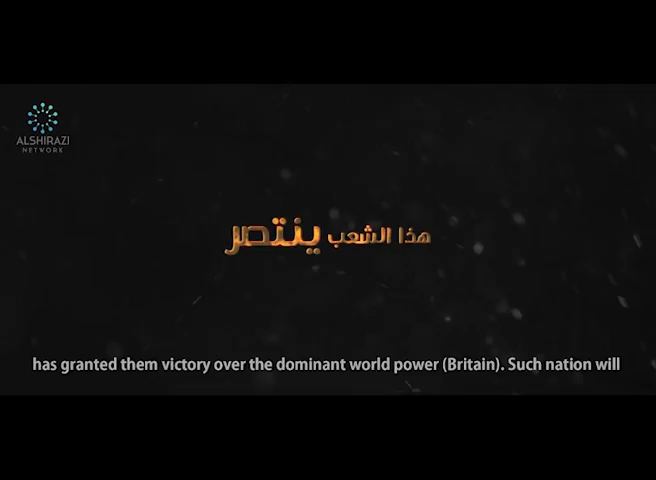 ALSHIRAZI
NETWORK
هذا الشعب ينتصر
has granted them victory over the dominant world power (Britain). Such nation will